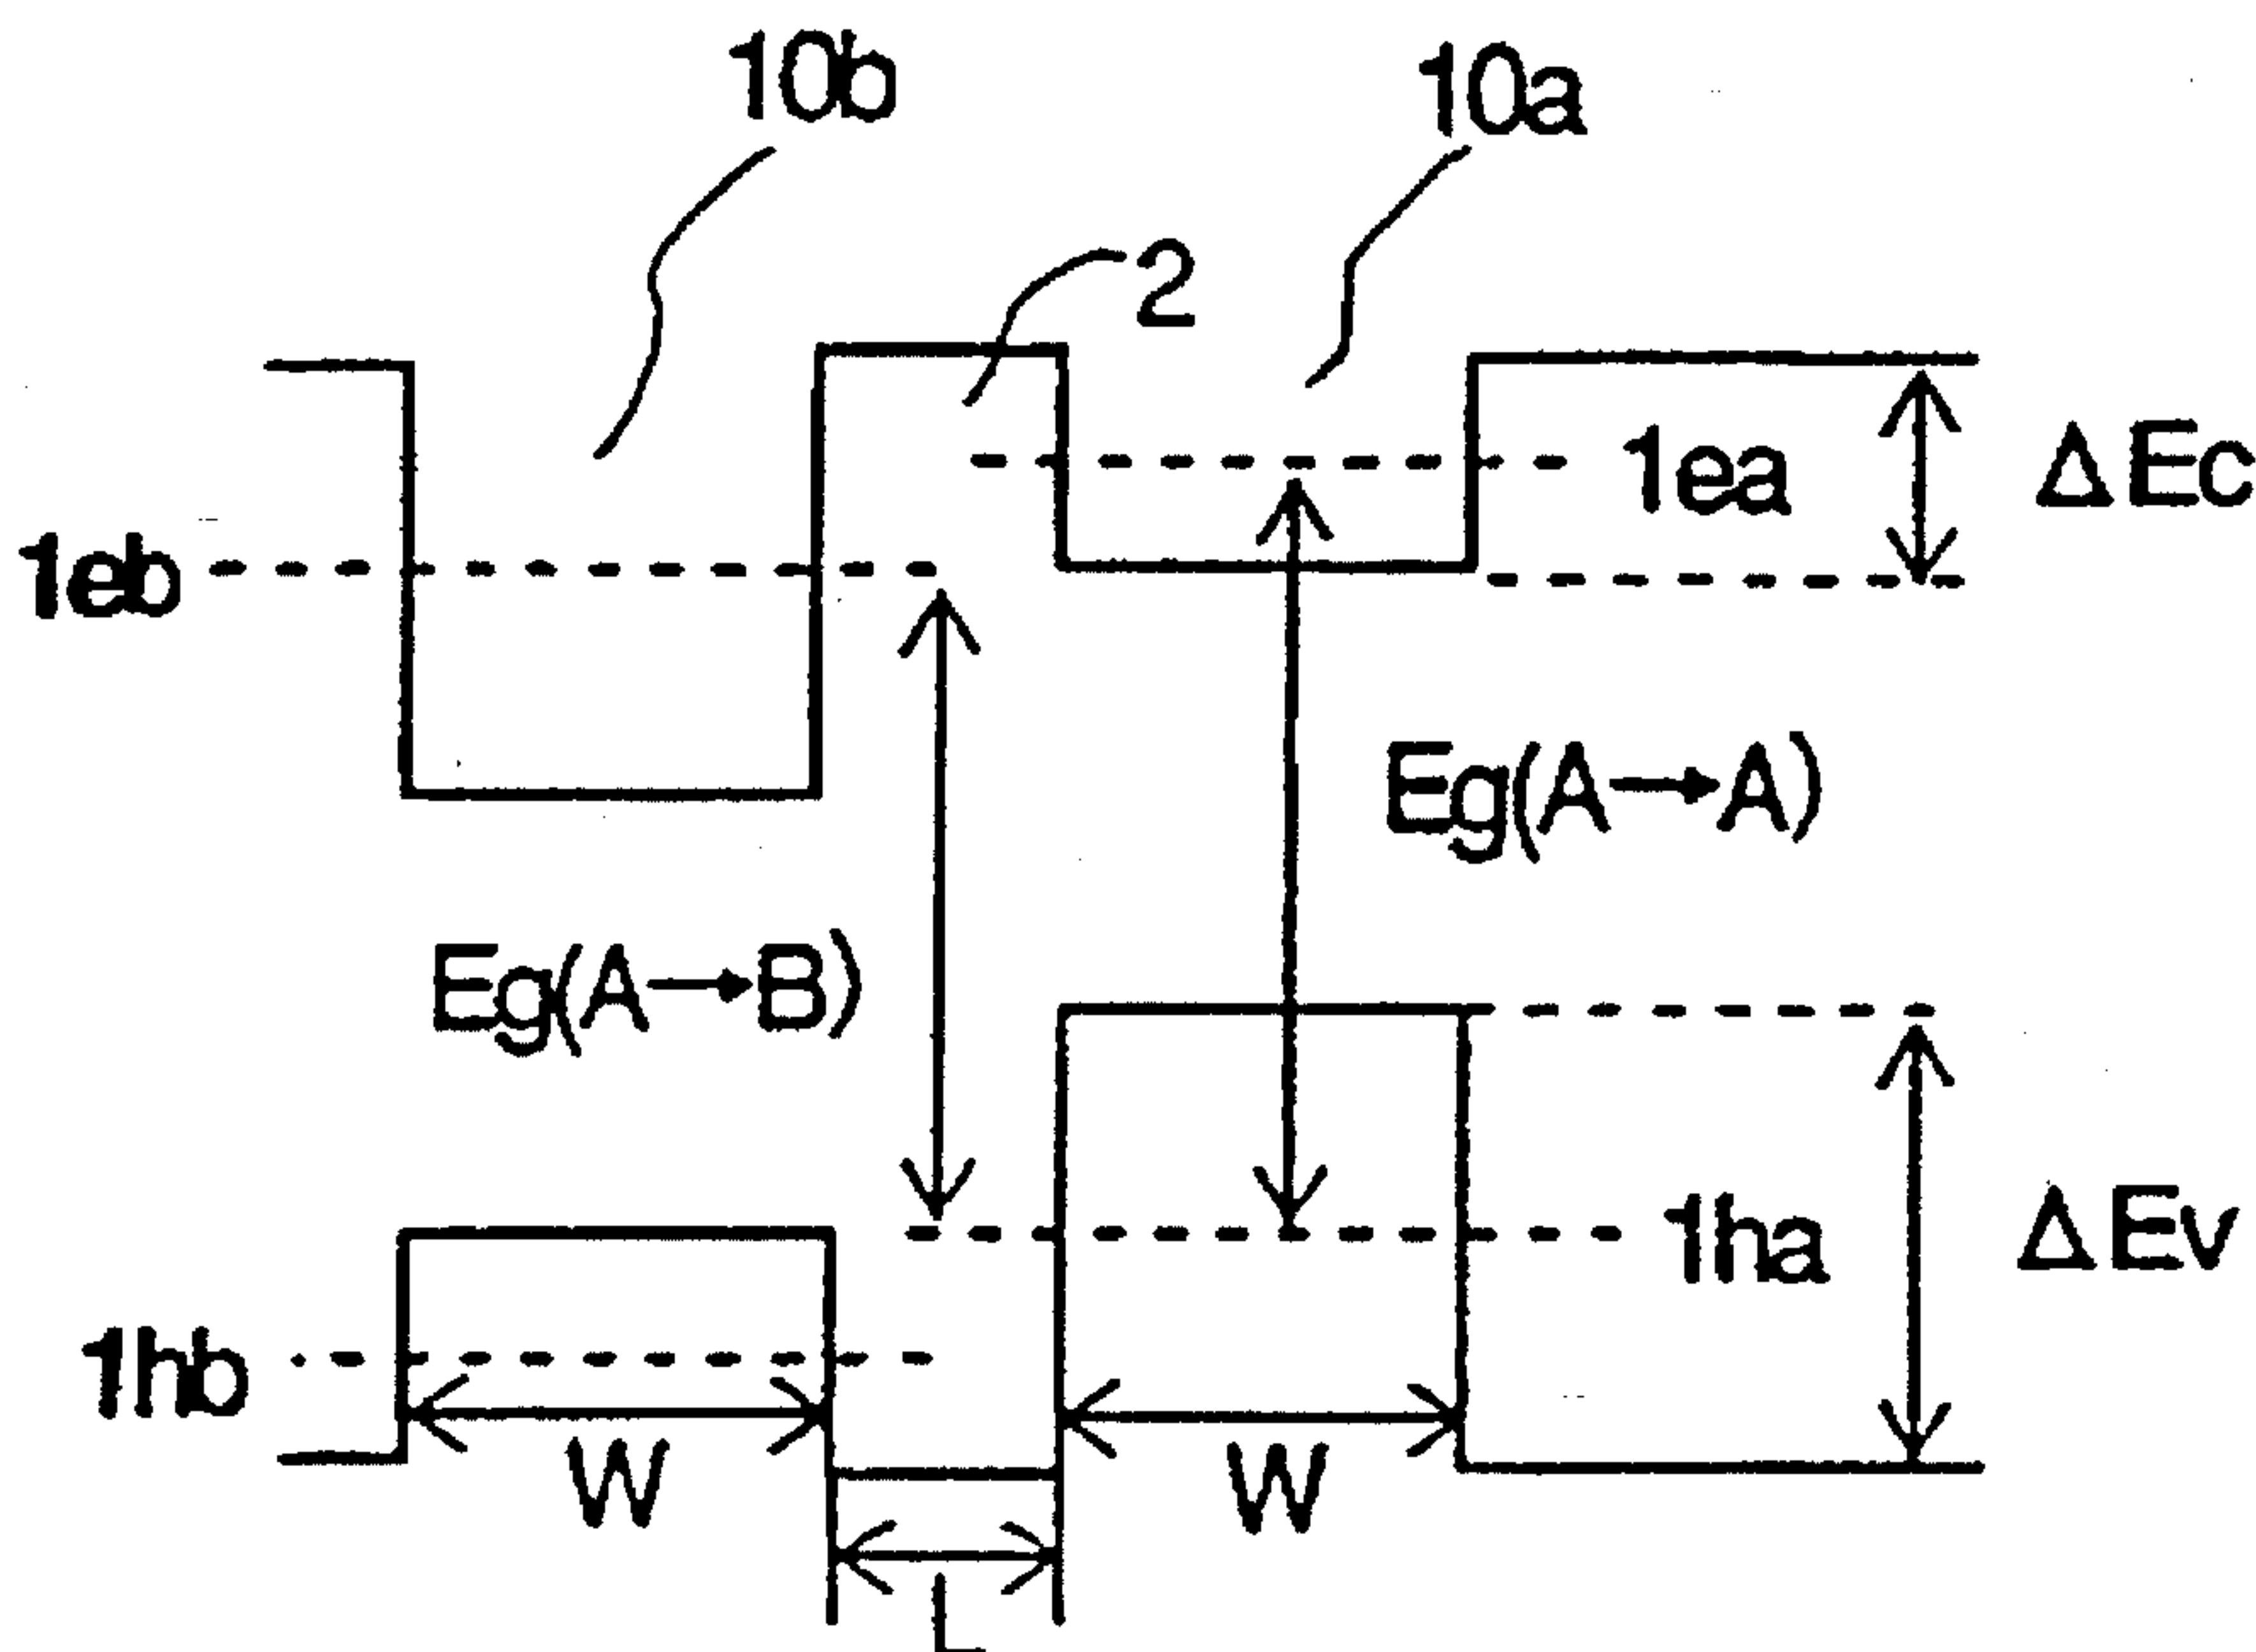 10b
10a
2
1ea
ΔEc
1eb
Eg(A→A)
Eg(A→B)
1ha
ΔEv
1hb
W
W
L